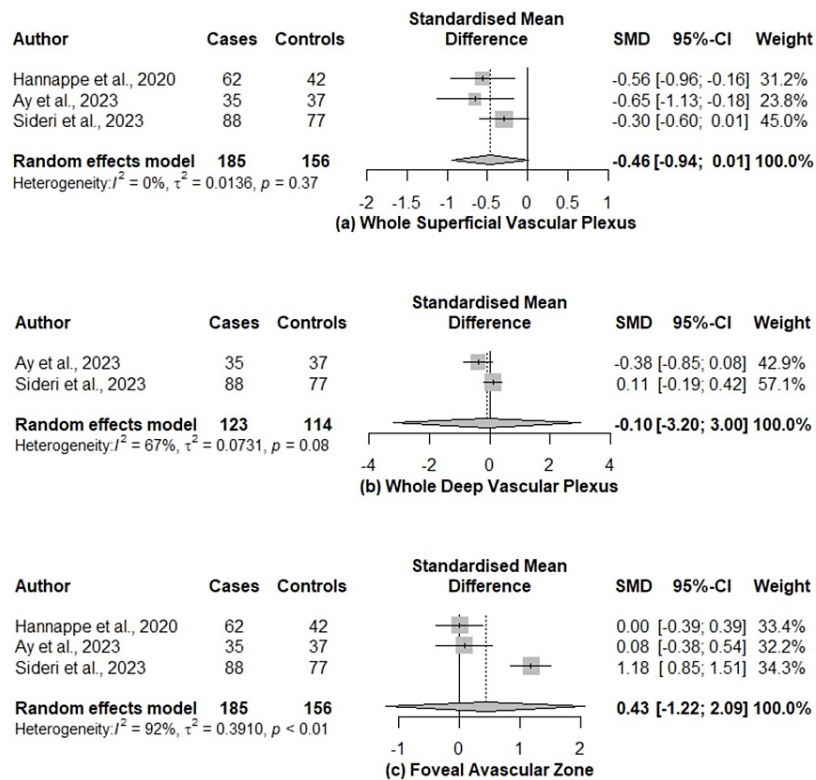 Standardised Mean
Author Cases Controls Difference SMD 95%-CI Weight
Hannappe et al., 2020 62 42 -0.56 [-0.96; -0.16] 31.2%
Ay et al., 2023 35 37 -0.65 [-1.13; -0.18] 23.8%
Sideri et al., 2023 88 77 -0.30 [-0.60; 0.01] 45.0%
Random effects model 185 156 -0.46 [-0.94; 0.01] 100.0%
Heterogeneity: I² = 0%, τ² = 0.0136, p = 0.37
-2 -1.5 -1 -0.5 0 0.5 1
(a) Whole Superficial Vascular Plexus
Standardised Mean
Author Cases Controls Difference SMD 95%-CI Weight
Ay et al., 2023 35 37 -0.38 [-0.85; 0.08] 42.9%
Sideri et al., 2023 88 77 0.11 [-0.19; 0.42] 57.1%
Random effects model 123 114 -0.10 [-3.20; 3.00] 100.0%
Heterogeneity: I² = 67%, τ² = 0.0731, p = 0.08
-4 -2 0 2 4
(b) Whole Deep Vascular Plexus
Standardised Mean
Author Cases Controls Difference SMD 95%-CI Weight
Hannappe et al., 2020 62 42 0.00 [-0.39; 0.39] 33.4%
Ay et al., 2023 35 37 0.08 [-0.38; 0.54] 32.2%
Sideri et al., 2023 88 77 1.18 [0.85; 1.51] 34.3%
Random effects model 185 156 0.43 [-1.22; 2.09] 100.0%
Heterogeneity: I² = 92%, τ² = 0.3910, p < 0.01
-1 0 1 2
(c) Foveal Avascular Zone